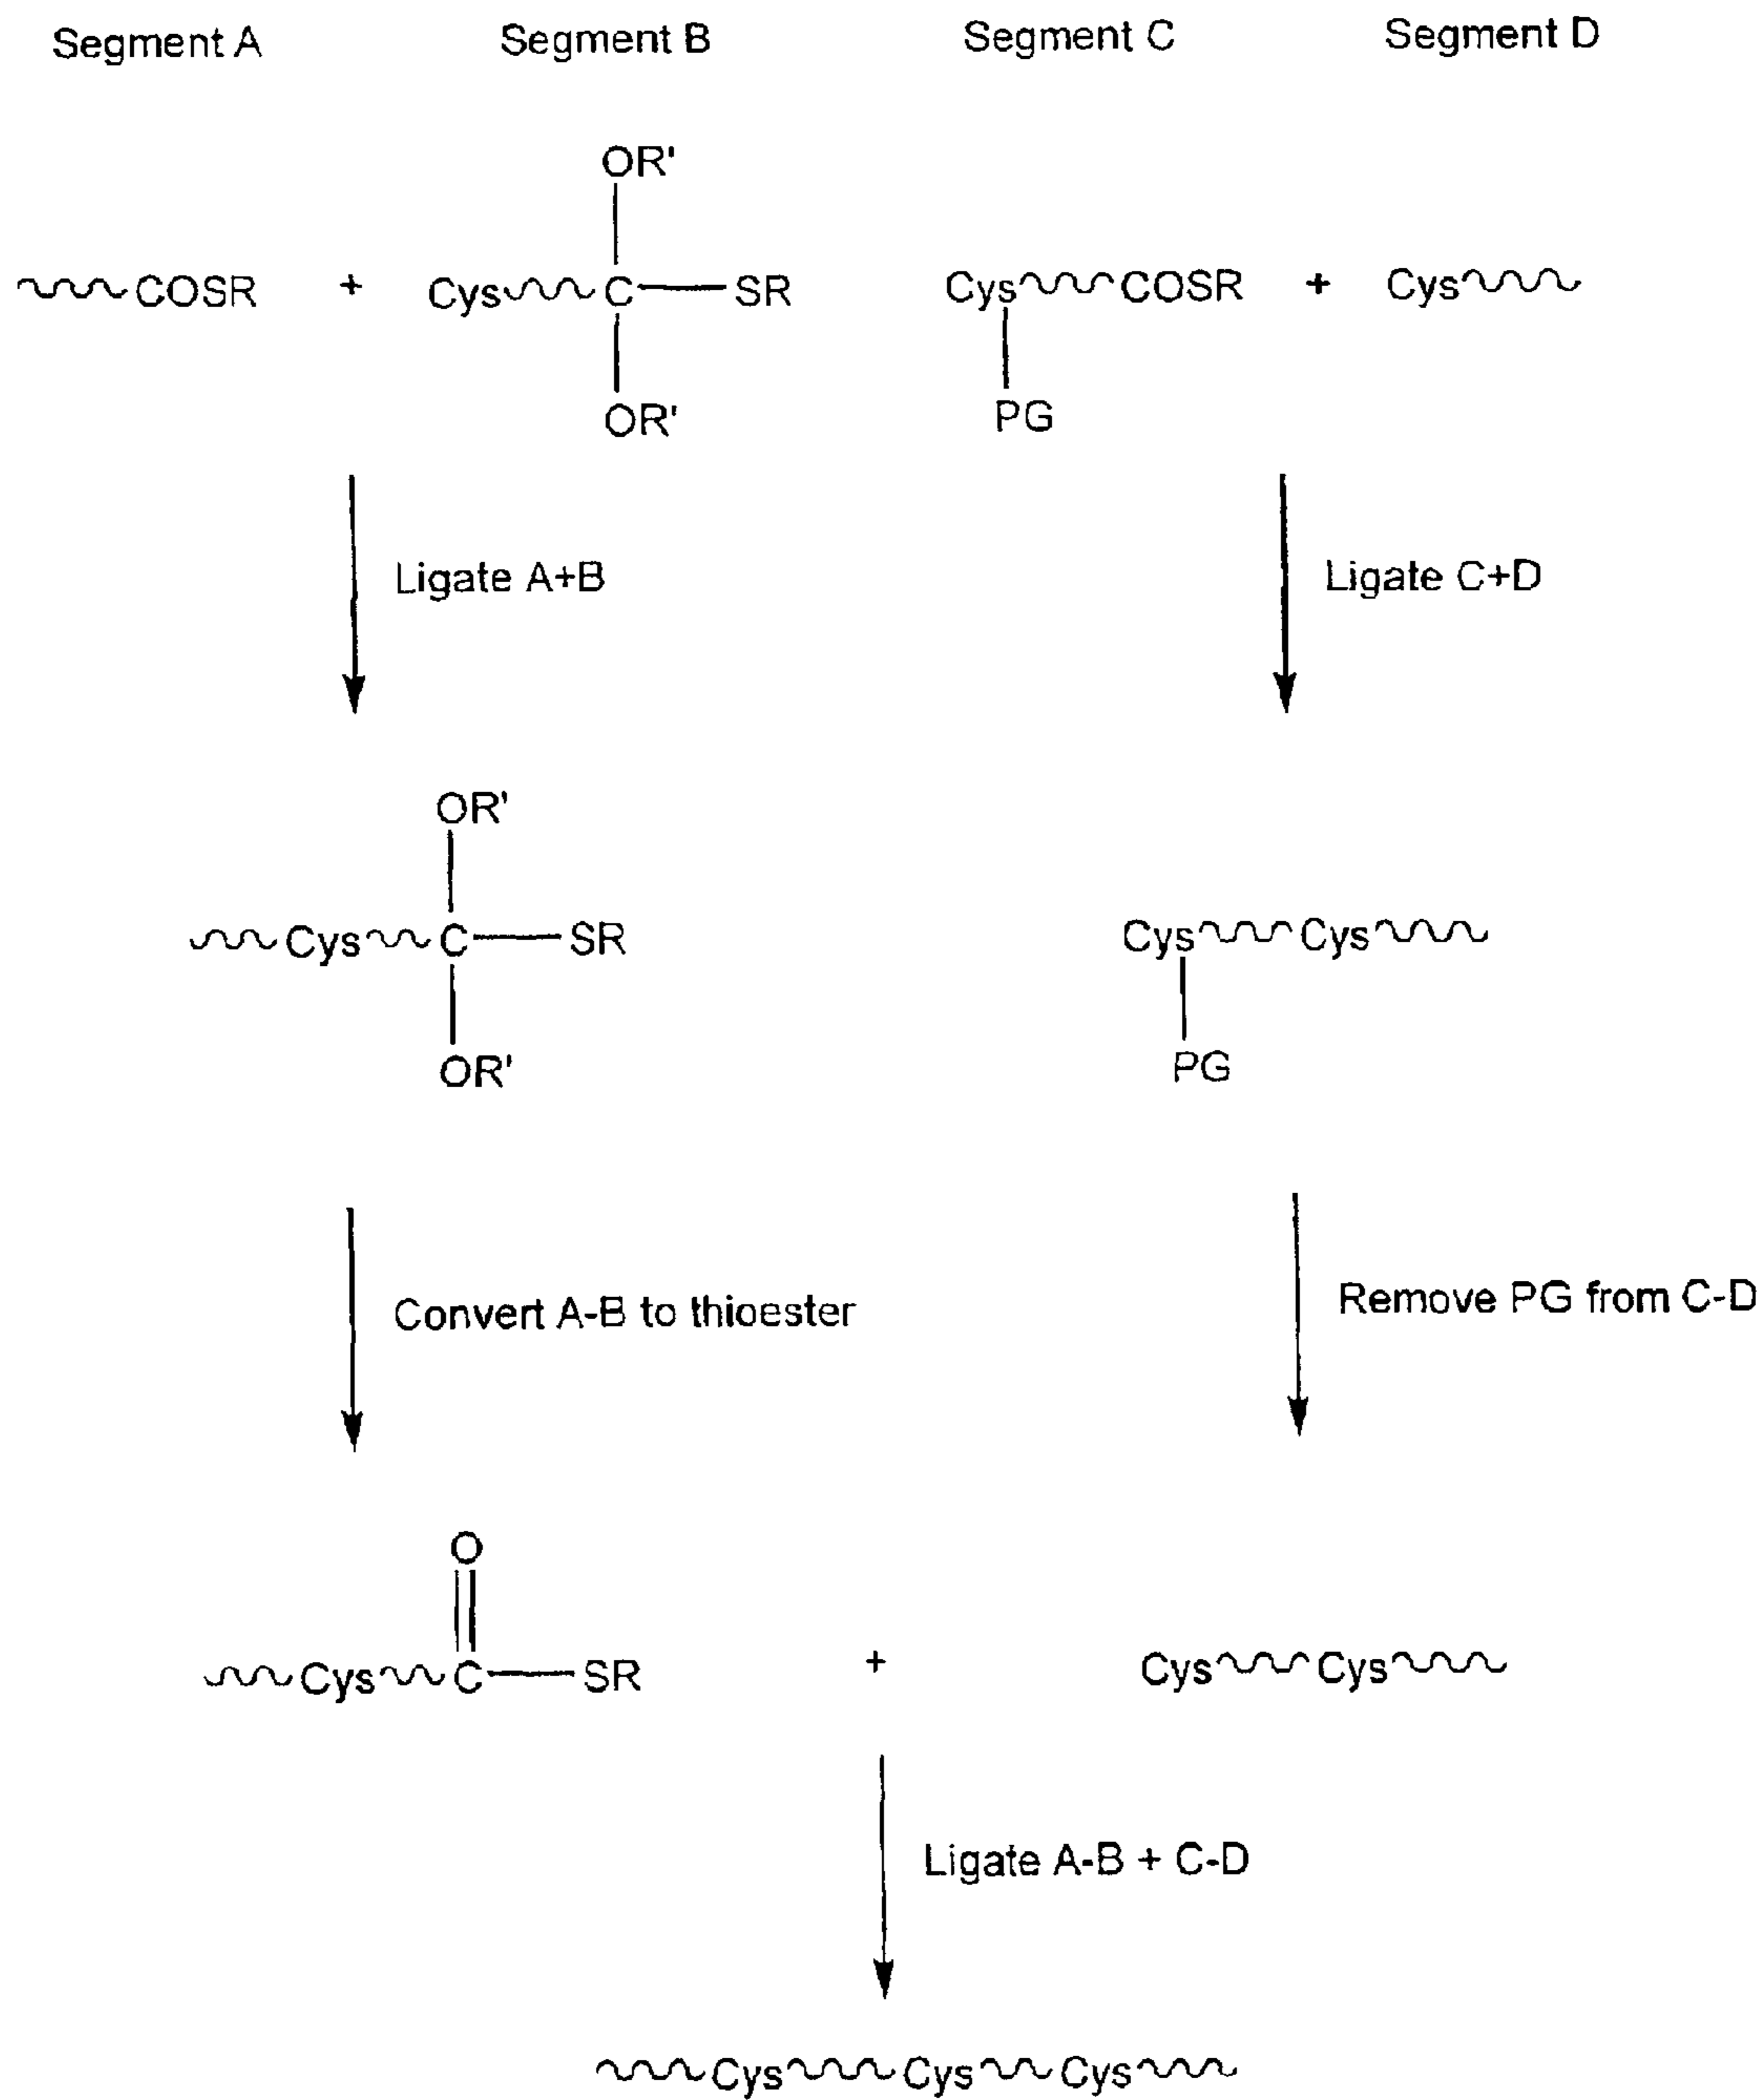 Segment A Segment B Segment C Segment D
OR'
COSR + Cys C SR Cys COSR + Cys
OR' PG
Ligate A+B Ligate C+D
OR'
Cys C SR Cys Cys
OR' PG
Convert A-B to thioester Remove PG from C-D
O
Cys C SR + Cys Cys
Ligate A-B + C-D
Cys Cys Cys